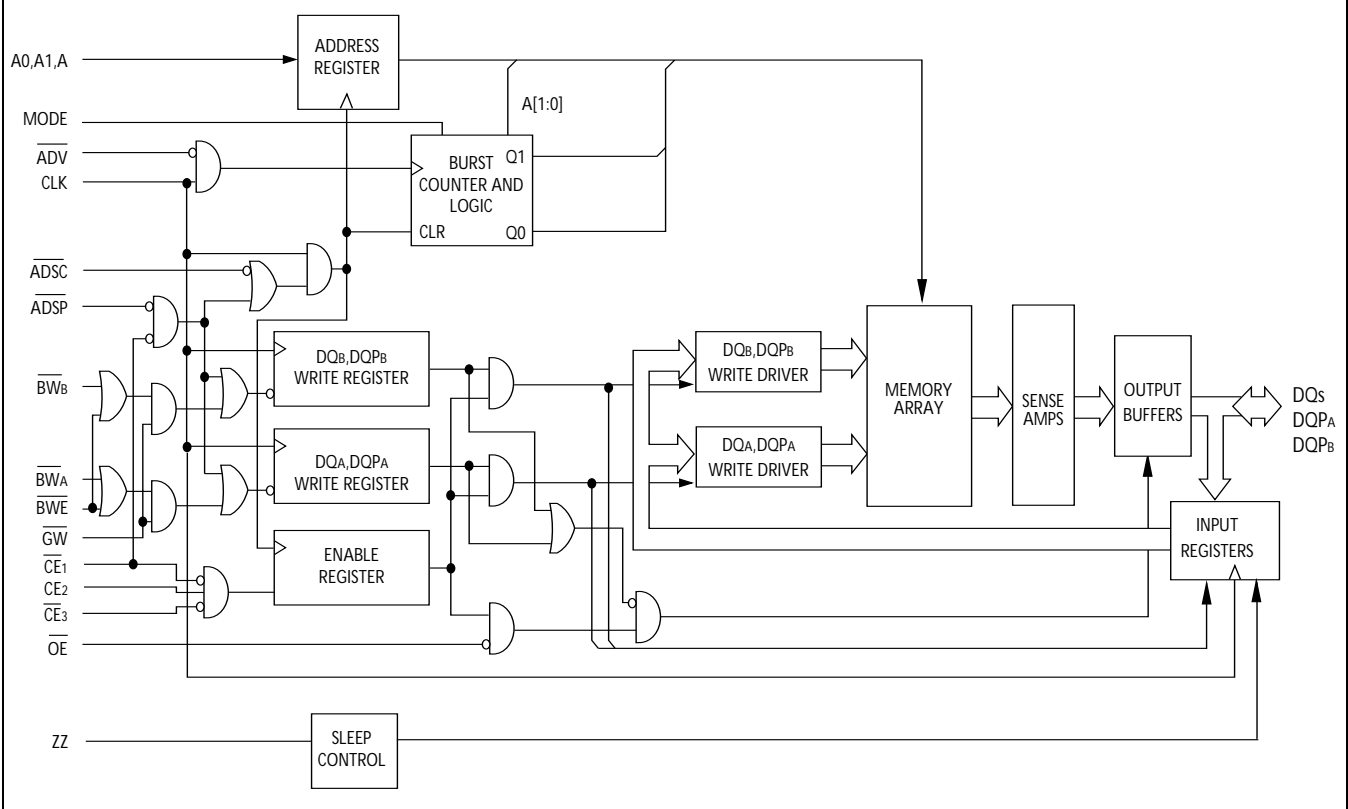 A0,A1,A
ADDRESS
REGISTER
A[1:0]
MODE
ADV
CLK
BURST
COUNTER AND
LOGIC
Q1
CLR
Q0
ADSC
ADSP
DQB,DQPB
WRITE REGISTER
DQB,DQPB
WRITE DRIVER
MEMORY
ARRAY
SENSE
AMPS
OUTPUT
BUFFERS
DQs
DQPA
DQPB
BWB
DQA,DQPA
WRITE REGISTER
DQA,DQPA
WRITE DRIVER
BWA
BWE
GW
CE1
CE2
CE3
OE
ENABLE
REGISTER
INPUT
REGISTERS
ZZ
SLEEP
CONTROL